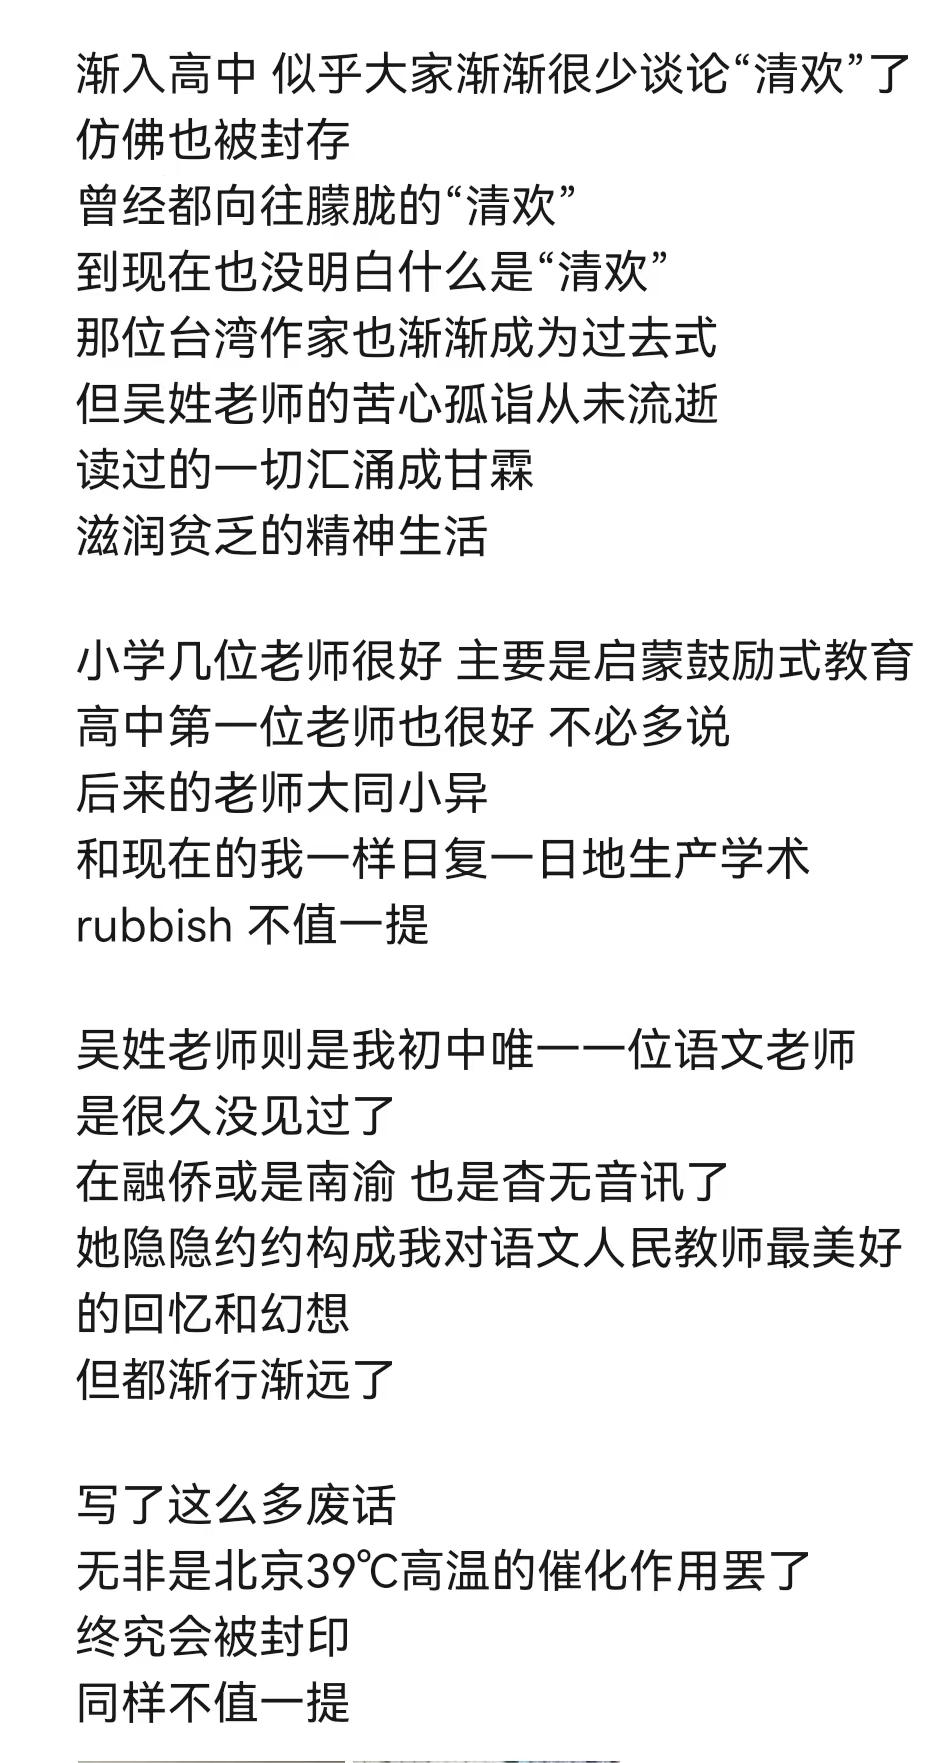 渐入高中 似乎大家渐渐很少谈论“清欢”了
仿佛也被封存
曾经都向往朦胧的“清欢”
到现在也没明白什么是“清欢”
那位台湾作家也渐渐成为过去式
但吴姓老师的苦心孤诣从未流逝
读过的一切汇涌成甘霖
滋润贫乏的精神生活
小学几位老师很好 主要是启蒙鼓励式教育
高中第一位老师也很好 不必多说
后来的老师大同小异
和现在的我一样日复一日地生产学术
rubbish 不值一提
吴姓老师则是我初中唯一一位语文老师
是很久没见过了
在融侨或是南渝 也是杳无音讯了
她隐隐约约构成我对语文人民教师最美好
的回忆和幻想
但都渐行渐远了
写了这么多废话
无非是北京39℃高温的催化作用罢了
终究会被封印
同样不值一提